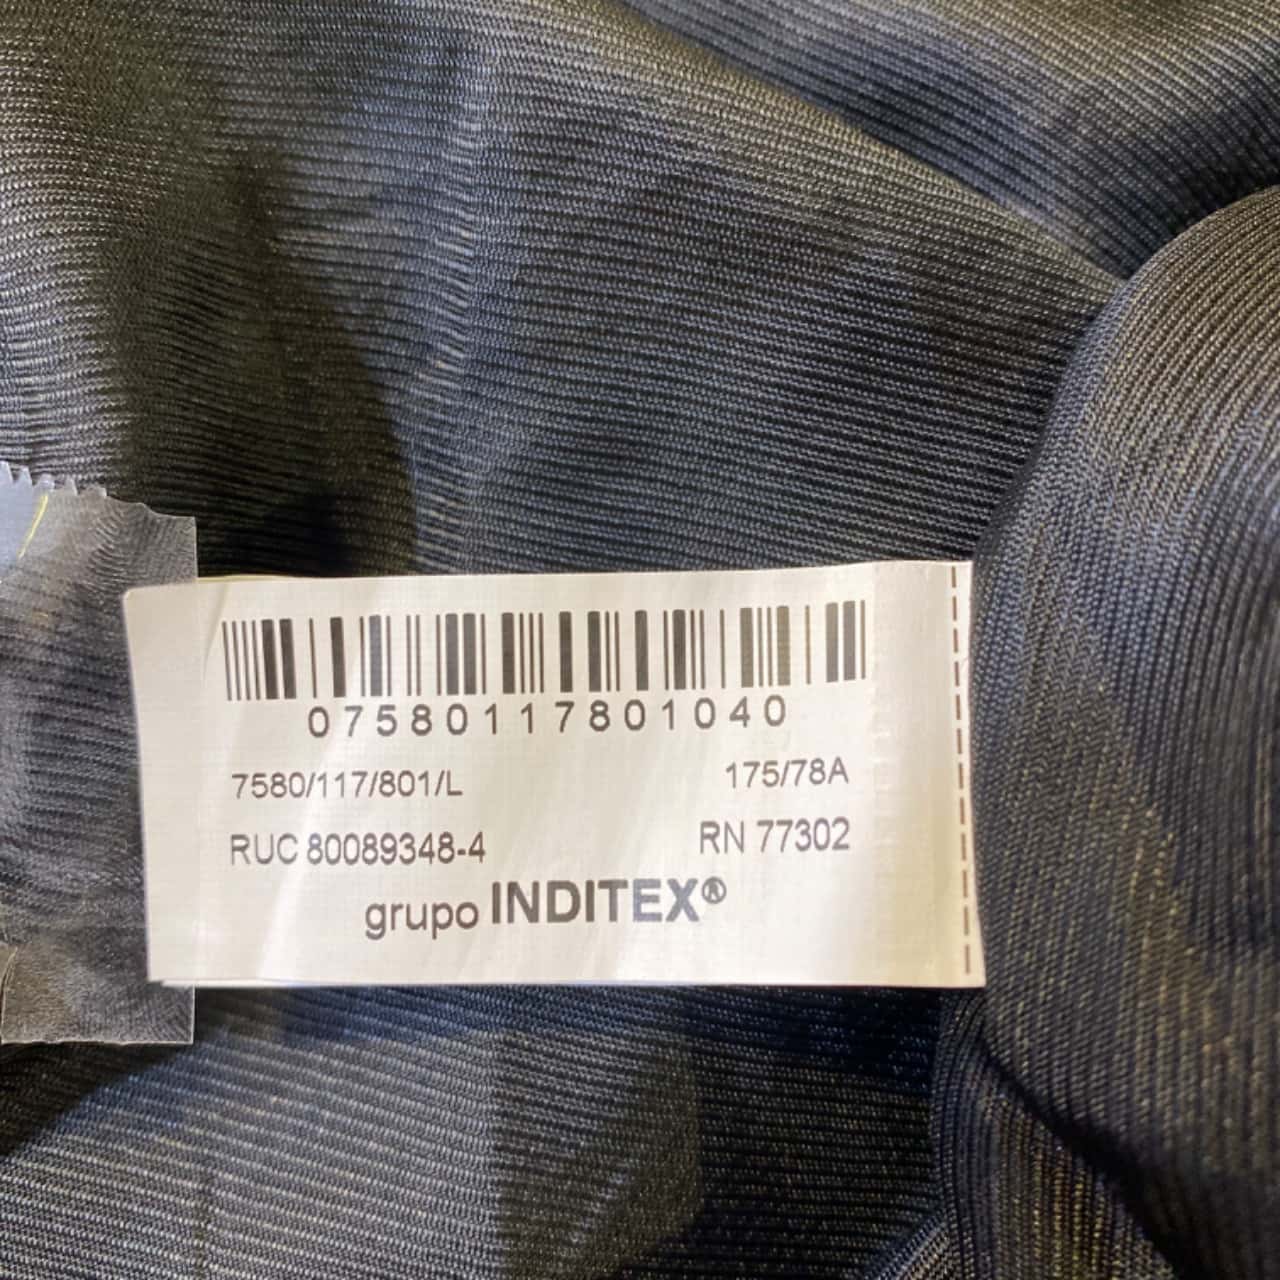 07580117801040
7580/117/801/L 175/78A
RUC 80089348-4 RN 77302
grupo INDITEX®